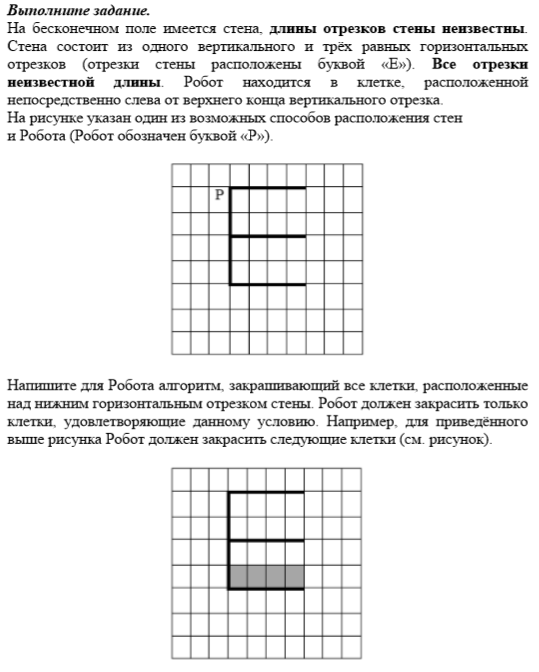 Выполните задание.
На бесконечном поле имеется стена, длины отрезков стены неизвестны.
Стена состоит из одного вертикального и трёх равных горизонтальных
отрезков (отрезки стены расположены буквой «Е»). Все отрезки
неизвестной длины. Робот находится в клетке, расположенной
непосредственно слева от верхнего конца вертикального отрезка.
На рисунке указан один из возможных способов расположения стен
и Робота (Робот обозначен буквой «Р»).
Р
Напишите для Робота алгоритм, закрашивающий все клетки, расположенные
над нижним горизонтальным отрезком стены. Робот должен закрасить только
клетки, удовлетворяющие данному условию. Например, для приведённого
выше рисунка Робот должен закрасить следующие клетки (см. рисунок).